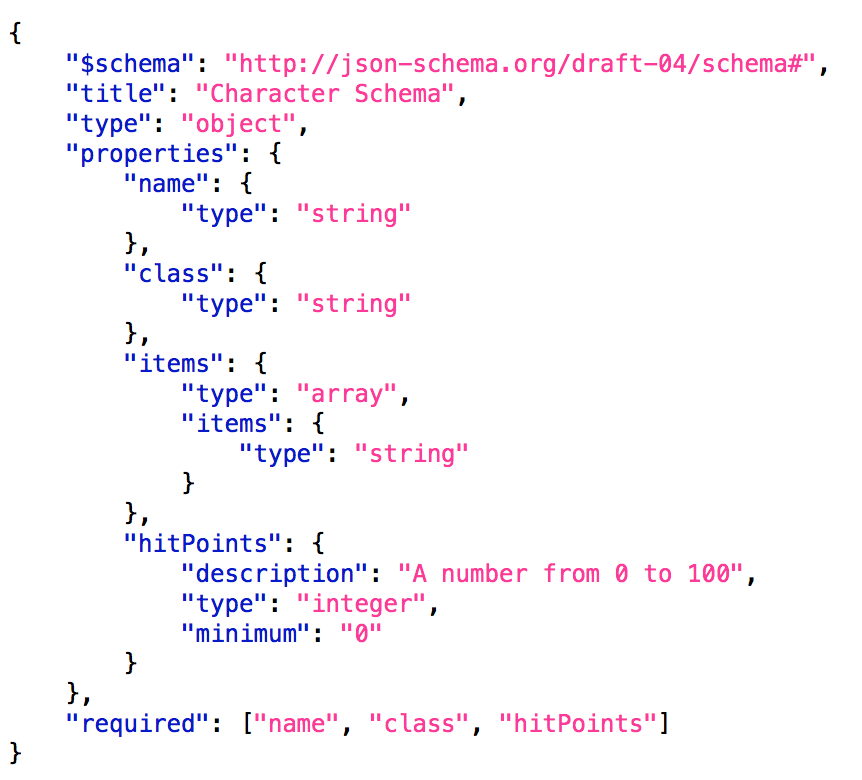 {
    "$schema": "http://json-schema.org/draft-04/schema#",
    "title": "Character Schema",
    "type": "object",
    "properties": {
        "name": {
            "type": "string"
        },
        "class": {
            "type": "string"
        },
        "items": {
            "type": "array",
            "items": {
                "type": "string"
            }
        },
        "hitPoints": {
            "description": "A number from 0 to 100",
            "type": "integer",
            "minimum": "0"
        }
    },
    "required": ["name", "class", "hitPoints"]
}